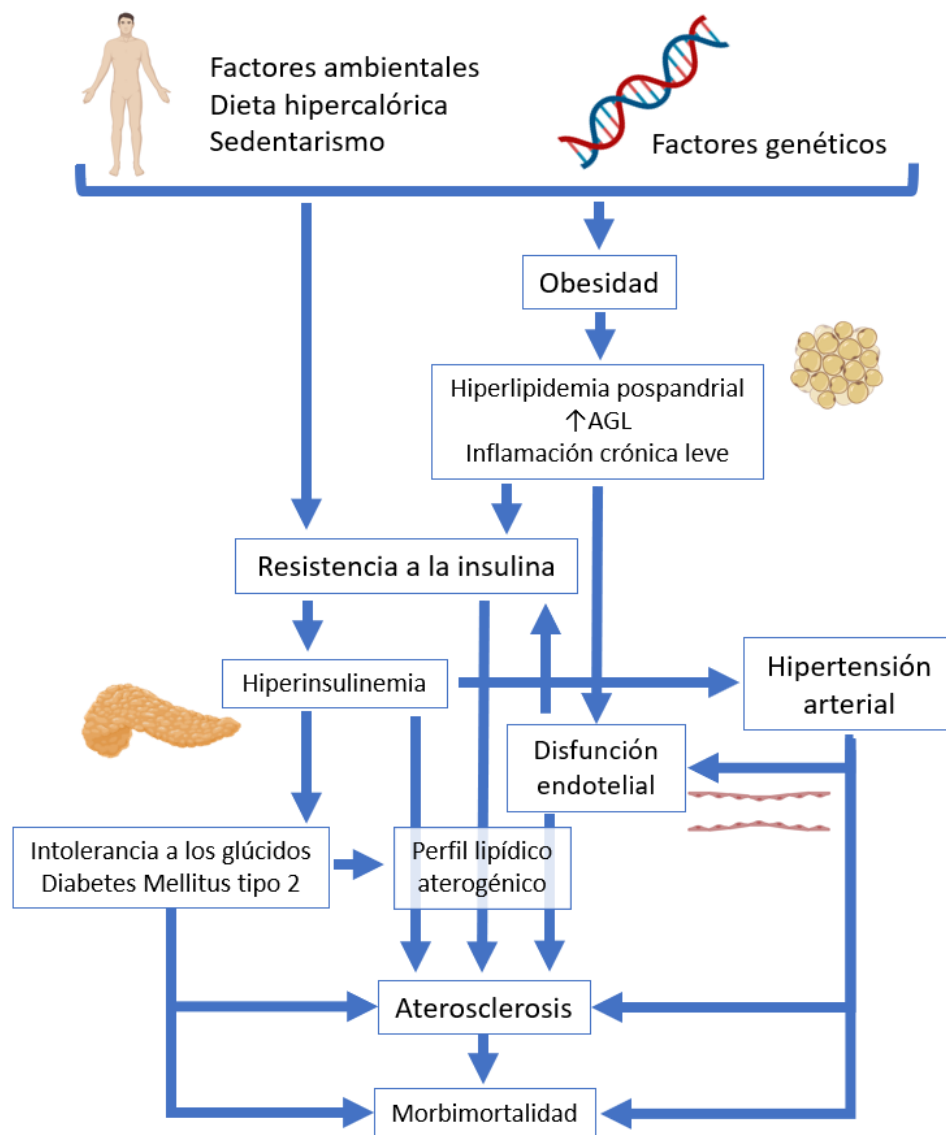 Factores ambientales
Dieta hipercalórica
Sedentarismo
Factores genéticos
Obesidad
Hiperlipidemia pospandrial
↑AGL
Inflamación crónica leve
Resistencia a la insulina
Hiperinsulinemia
Hipertensión
arterial
Disfunción
endotelial
Intolerancia a los glúcidos
Diabetes Mellitus tipo 2
Perfil lipídico
aterogénico
Aterosclerosis
Morbimortalidad